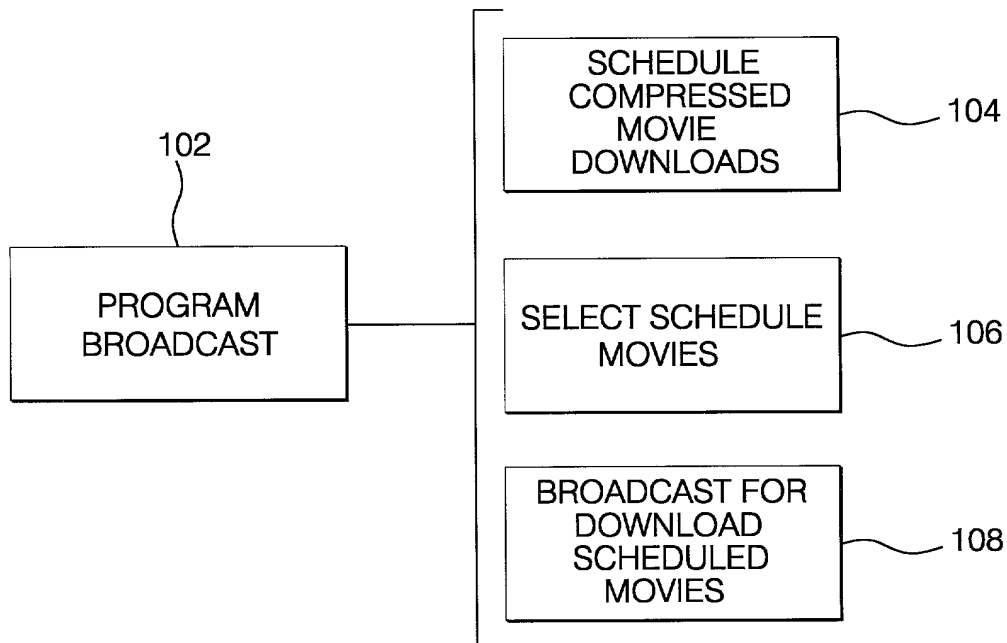 102
PROGRAM
BROADCAST
SCHEDULE
COMPRESSED
MOVIE
DOWNLOADS
104
SELECT SCHEDULE
MOVIES
106
BROADCAST FOR
DOWNLOAD
SCHEDULED
MOVIES
108